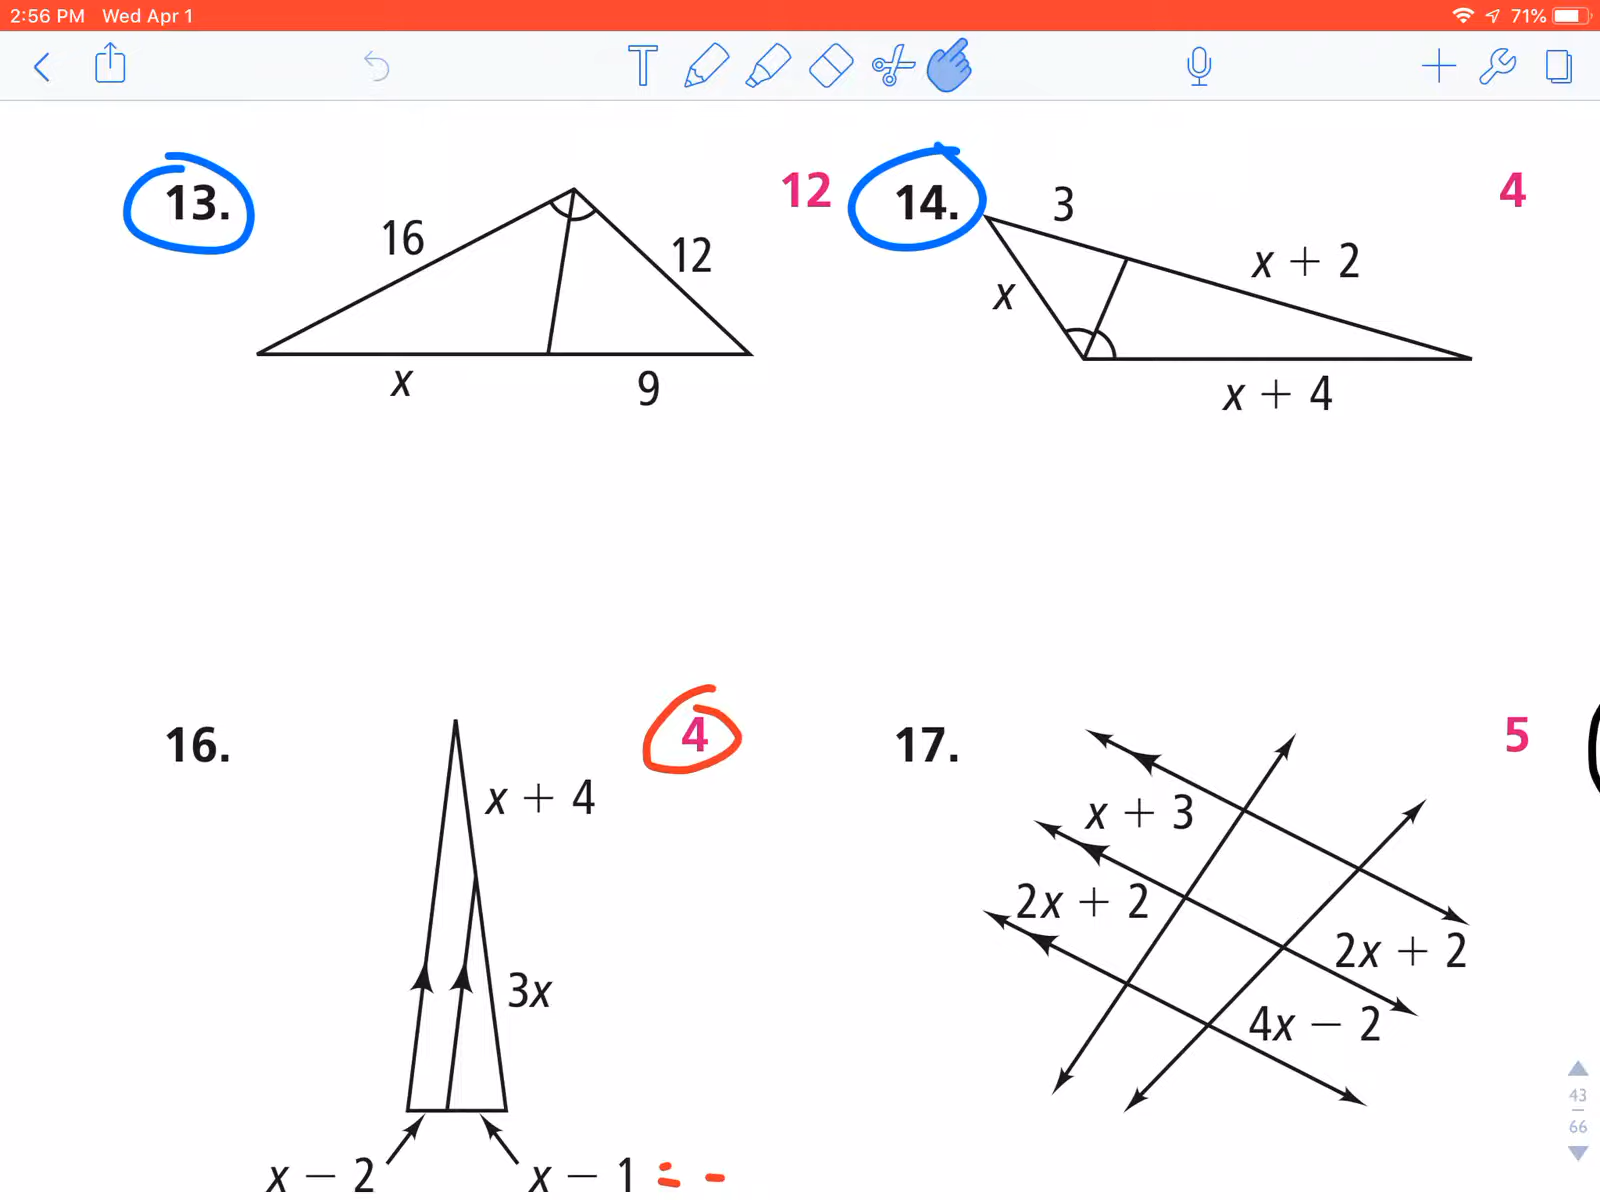 2:56 PM Wed Apr 1
71%
T
13.
16
12
x
9
12
14.
3
x + 2
x
x + 4
4
16.
x + 4
3x
x − 2
x − 1
4
17.
x + 3
2x + 2
2x + 2
4x − 2
5
43
66